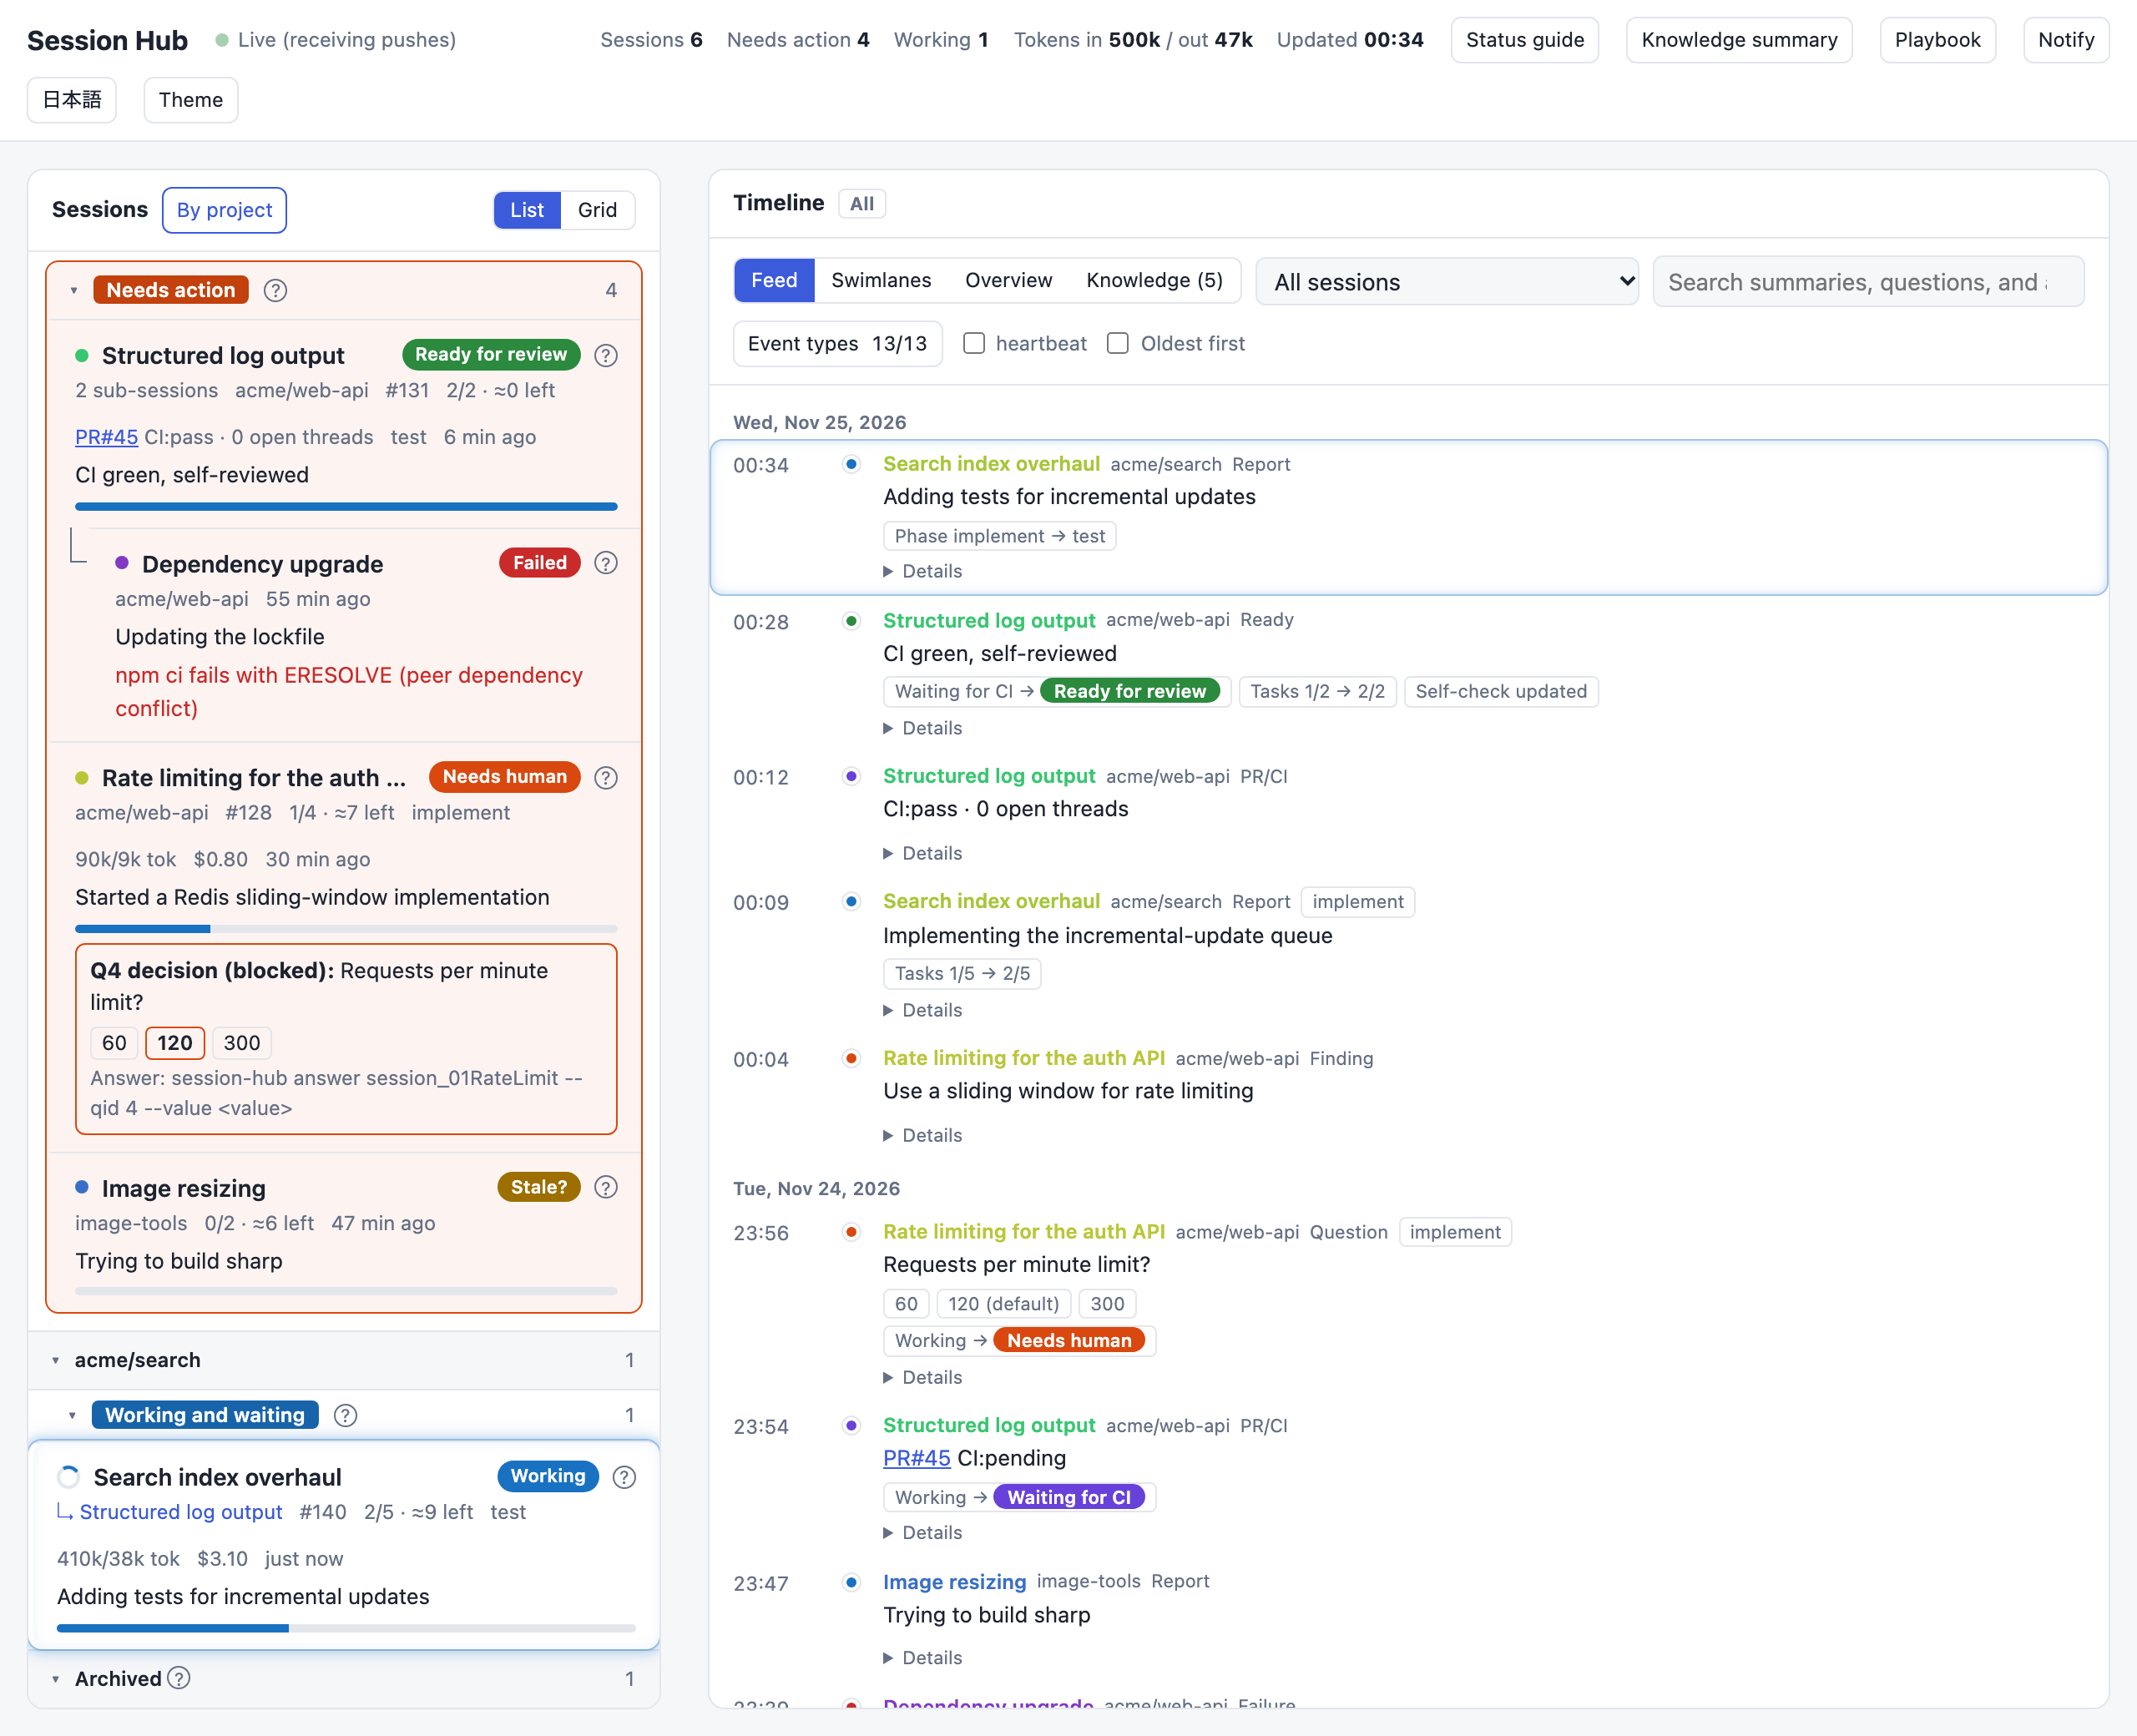 Session Hub
Live (receiving pushes)
Sessions 6
Needs action 4
Working 1
Tokens in 500k / out 47k
Updated 00:34
Status guide
Knowledge summary
Playbook
Notify
日本語
Theme
Sessions
By project
List
Grid
Needs action ?
4
Structured log output
Ready for review ?
2 sub-sessions acme/web-api #131 2/2 · ≈0 left
PR#45 CI:pass · 0 open threads test 6 min ago
CI green, self-reviewed
Dependency upgrade
Failed ?
acme/web-api 55 min ago
Updating the lockfile
npm ci fails with ERESOLVE (peer dependency
conflict)
Rate limiting for the auth ...
Needs human ?
acme/web-api #128 1/4 · ≈7 left implement
90k/9k tok $0.80 30 min ago
Started a Redis sliding-window implementation
Q4 decision (blocked): Requests per minute
limit?
60 120 300
Answer: session-hub answer session_01RateLimit --
qid 4 --value <value>
Image resizing
Stale? ?
image-tools 0/2 · ≈6 left 47 min ago
Trying to build sharp
acme/search
1
Working and waiting ?
1
Search index overhaul
Working ?
Structured log output #140 2/5 · ≈9 left test
410k/38k tok $3.10 just now
Adding tests for incremental updates
Archived ?
1
Timeline All
Feed
Swimlanes
Overview
Knowledge (5)
All sessions
Search summaries, questions, and
Event types 13/13
heartbeat
Oldest first
Wed, Nov 25, 2026
00:34
Search index overhaul acme/search Report
Adding tests for incremental updates
Phase implement → test
Details
00:28
Structured log output acme/web-api Ready
CI green, self-reviewed
Waiting for CI → Ready for review Tasks 1/2 → 2/2 Self-check updated
Details
00:12
Structured log output acme/web-api PR/CI
CI:pass · 0 open threads
Details
00:09
Search index overhaul acme/search Report implement
Implementing the incremental-update queue
Tasks 1/5 → 2/5
Details
00:04
Rate limiting for the auth API acme/web-api Finding
Use a sliding window for rate limiting
Details
Tue, Nov 24, 2026
23:56
Rate limiting for the auth API acme/web-api Question implement
Requests per minute limit?
60 120 (default) 300
Working → Needs human
Details
23:54
Structured log output acme/web-api PR/CI
PR#45 CI:pending
Working → Waiting for CI
Details
23:47
Image resizing image-tools Report
Trying to build sharp
Details
Dependency upgrade acme/web-api Failure